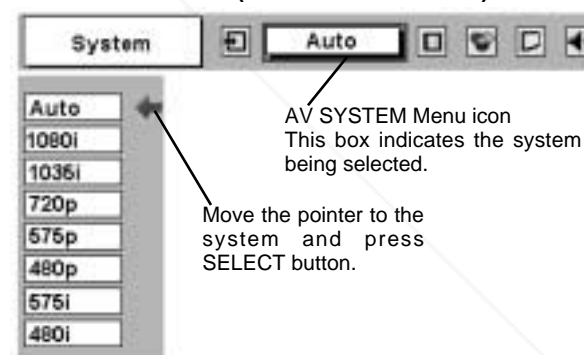 System
Auto
AV SYSTEM Menu icon
This box indicates the system
being selected.
Auto
1080i
1035i
720p
575p
480p
575i
480i
Move the pointer to the
system and press
SELECT button.